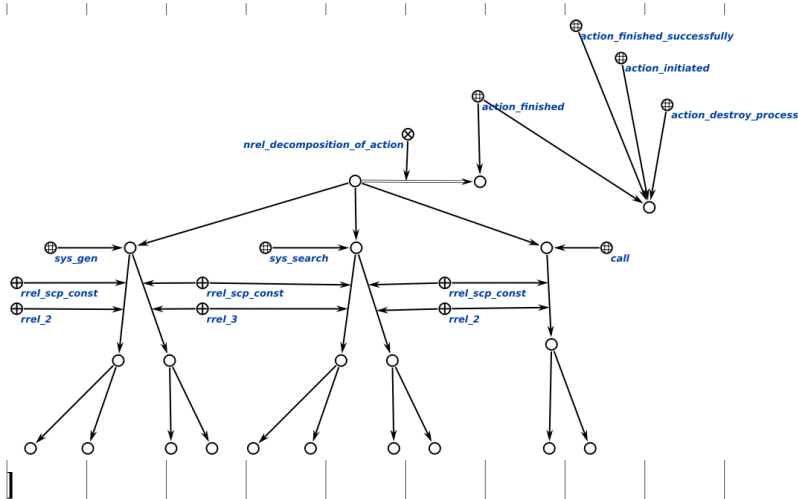 action_finished_successfully
action_initiated
action_finished
action_destroy_process
nrel_decomposition_of_action
sys_gen
sys_search
call
rrel_scp_const
rrel_scp_const
rrel_scp_const
rrel_2
rrel_3
rrel_2